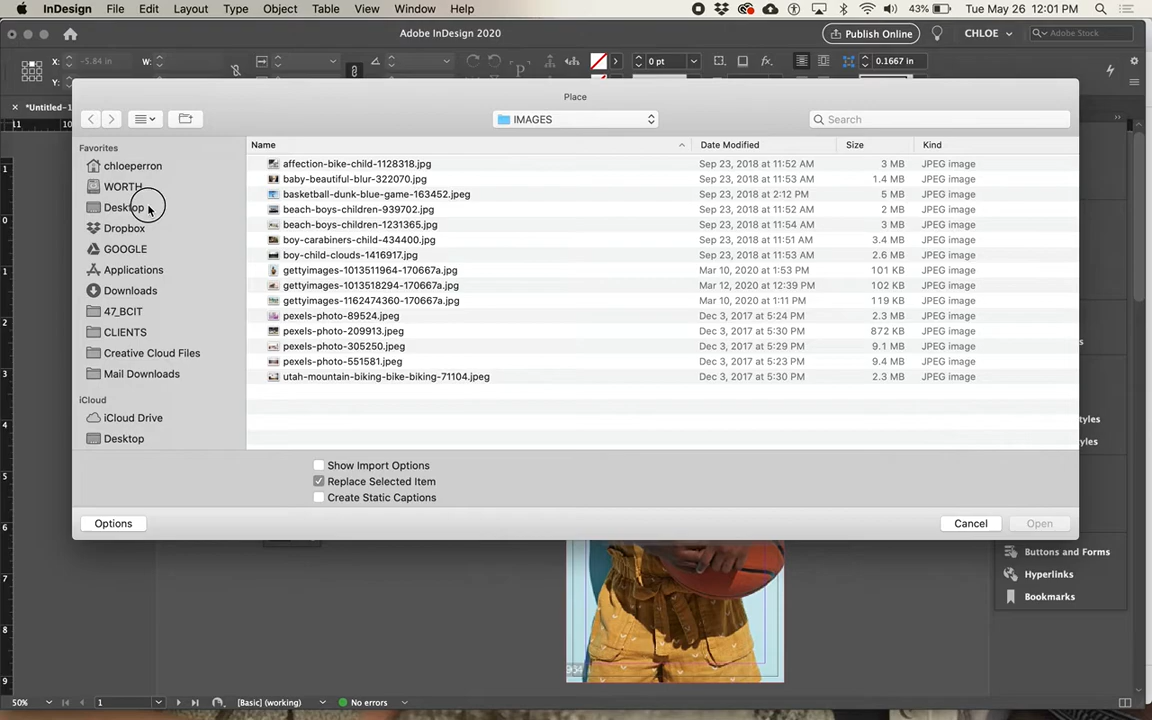 InDesign File Edit Layout Type Object Table View Window Help 43% Tue May 26 12:01 PM
Adobe InDesign 2020 Publish Online CHLOE Adobe Stock
X: -5.84 in W: 0 pt 0.1667 in
Y:
*Untitled-1
Place
IMAGES Search
Favorites
chloeperron
WORTH
Desktop
Dropbox
GOOGLE
Applications
Downloads
47_BCIT
CLIENTS
Creative Cloud Files
Mail Downloads
iCloud
iCloud Drive
Desktop
Name Date Modified Size Kind
affection-bike-child-1128318.jpg Sep 23, 2018 at 11:52 AM 3 MB JPEG image
baby-beautiful-blur-322070.jpg Sep 23, 2018 at 11:53 AM 1.4 MB JPEG image
basketball-dunk-blue-game-163452.jpeg Sep 23, 2018 at 2:12 PM 5 MB JPEG image
beach-boys-children-939702.jpg Sep 23, 2018 at 11:52 AM 2 MB JPEG image
beach-boys-children-1231365.jpg Sep 23, 2018 at 11:54 AM 3 MB JPEG image
boy-carabiners-child-434400.jpg Sep 23, 2018 at 11:51 AM 3.4 MB JPEG image
boy-child-clouds-1416917.jpg Sep 23, 2018 at 11:53 AM 2.6 MB JPEG image
gettyimages-1013511964-170667a.jpg Mar 10, 2020 at 1:53 PM 101 KB JPEG image
gettyimages-1013518294-170667a.jpg Mar 12, 2020 at 12:39 PM 102 KB JPEG image
gettyimages-1162474360-170667a.jpg Mar 10, 2020 at 1:11 PM 119 KB JPEG image
pexels-photo-89524.jpeg Dec 3, 2017 at 5:24 PM 2.3 MB JPEG image
pexels-photo-209913.jpeg Dec 3, 2017 at 5:30 PM 872 KB JPEG image
pexels-photo-305250.jpeg Dec 3, 2017 at 5:29 PM 9.1 MB JPEG image
pexels-photo-551581.jpeg Dec 3, 2017 at 5:23 PM 9.4 MB JPEG image
utah-mountain-biking-bike-biking-71104.jpeg Dec 3, 2017 at 5:30 PM 2.3 MB JPEG image
Show Import Options
Replace Selected Item
Create Static Captions
Options Cancel Open
Buttons and Forms
Hyperlinks
Bookmarks
50% 1 [Basic] (working) No errors